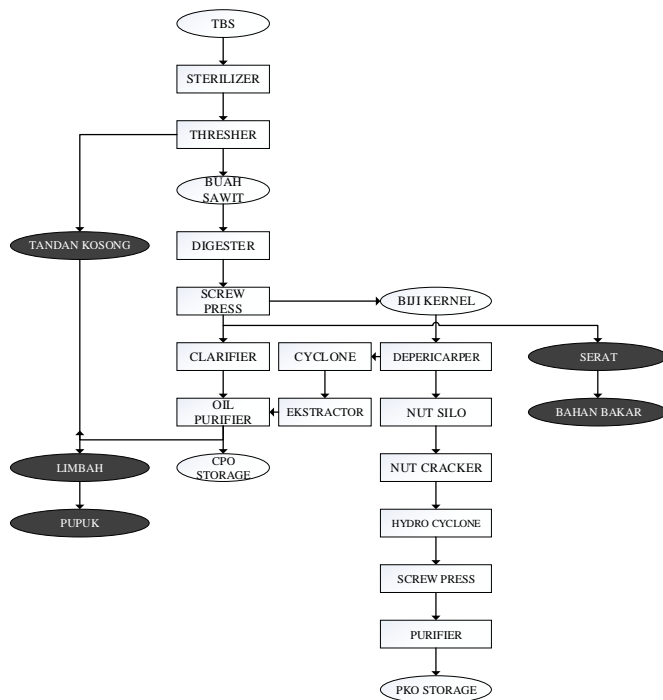 TBS
STERILIZER
THRESHER
BUAH
SAWIT
TANDAN KOSONG
DIGESTER
SCREW
PRESS
BIJI KERNEL
CLARIFIER
CYCLONE
DEPERICARPER
SERAT
OIL
PURIFIER
EKSTRACTOR
NUT SILO
BAHAN BAKAR
LIMBAH
CPO
STORAGE
NUT CRACKER
PUPUK
HYDRO CYCLONE
SCREW PRESS
PURIFIER
PKO STORAGE